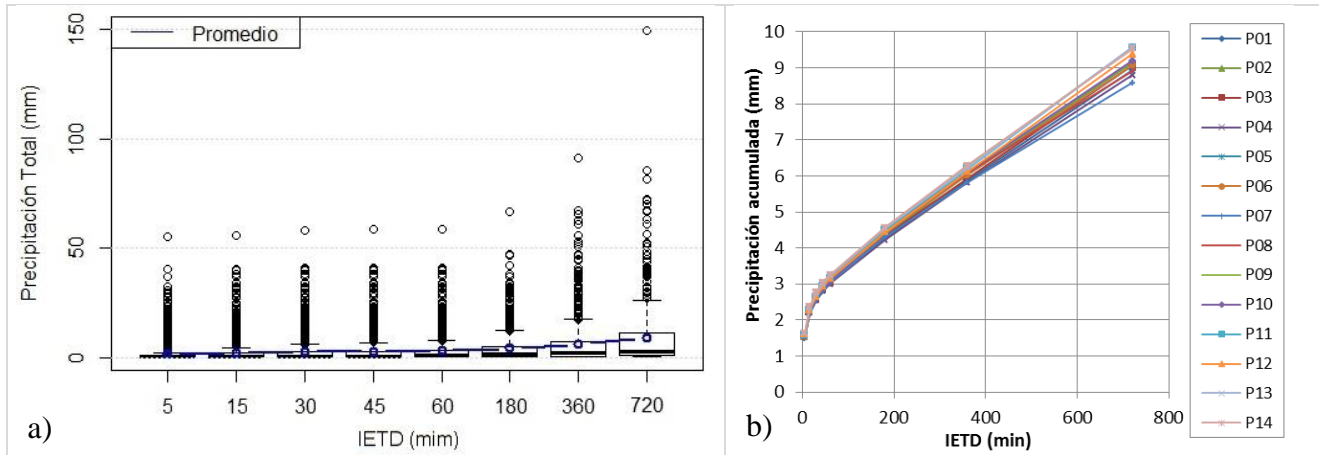 Promedio
Precipitación Total (mm)
150
100
50
0
5 15 30 45 60 180 360 720
IETD (mim)
a)
Precipitación acumulada (mm)
10
9
8
7
6
5
4
3
2
1
0
0 200 400 600 800
IETD (min)
b)
P01
P02
P03
P04
P05
P06
P07
P08
P09
P10
P11
P12
P13
P14